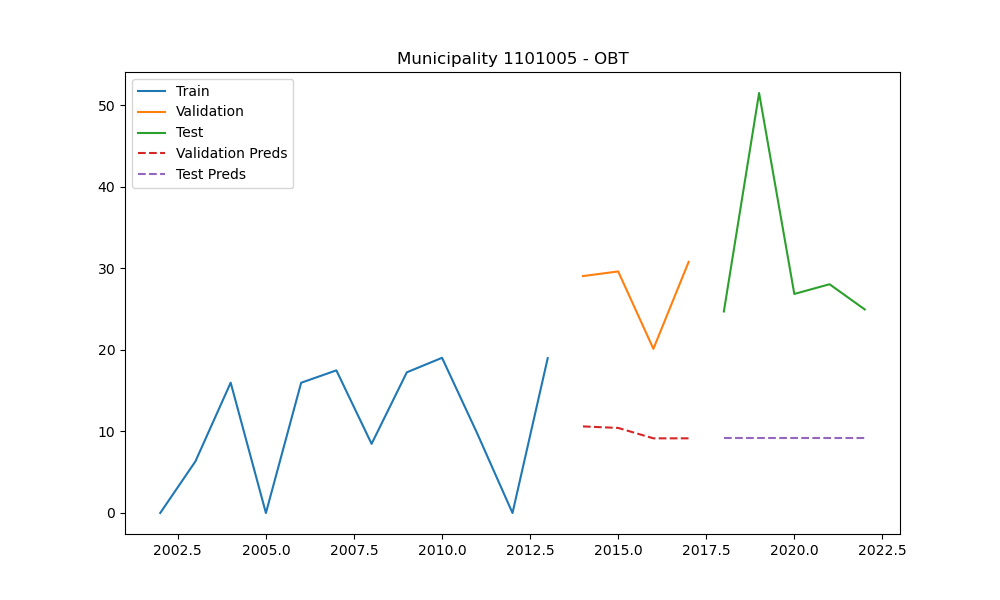 Municipality 1101005 - OBT
Train
Validation
Test
Validation Preds
Test Preds
50
40
30
20
10
0
2002.5 2005.0 2007.5 2010.0 2012.5 2015.0 2017.5 2020.0 2022.5